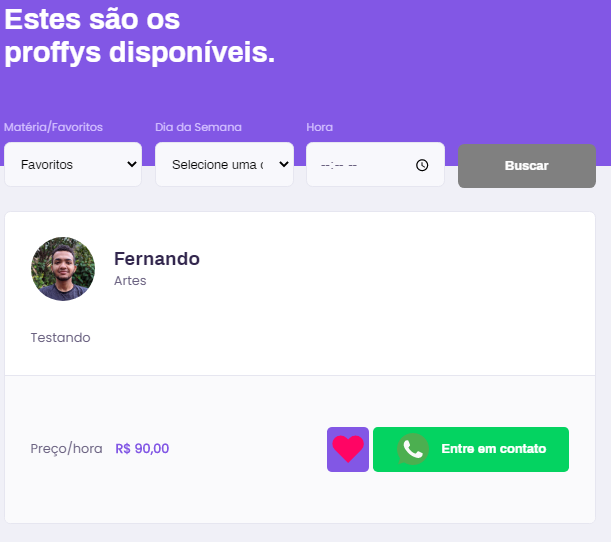 Estes são os
proffys disponíveis.
Matéria/Favoritos
Dia da Semana
Hora
Favoritos
Selecione uma c
--:-- --
Buscar
Fernando
Artes
Testando
Preço/hora R$ 90,00
Entre em contato